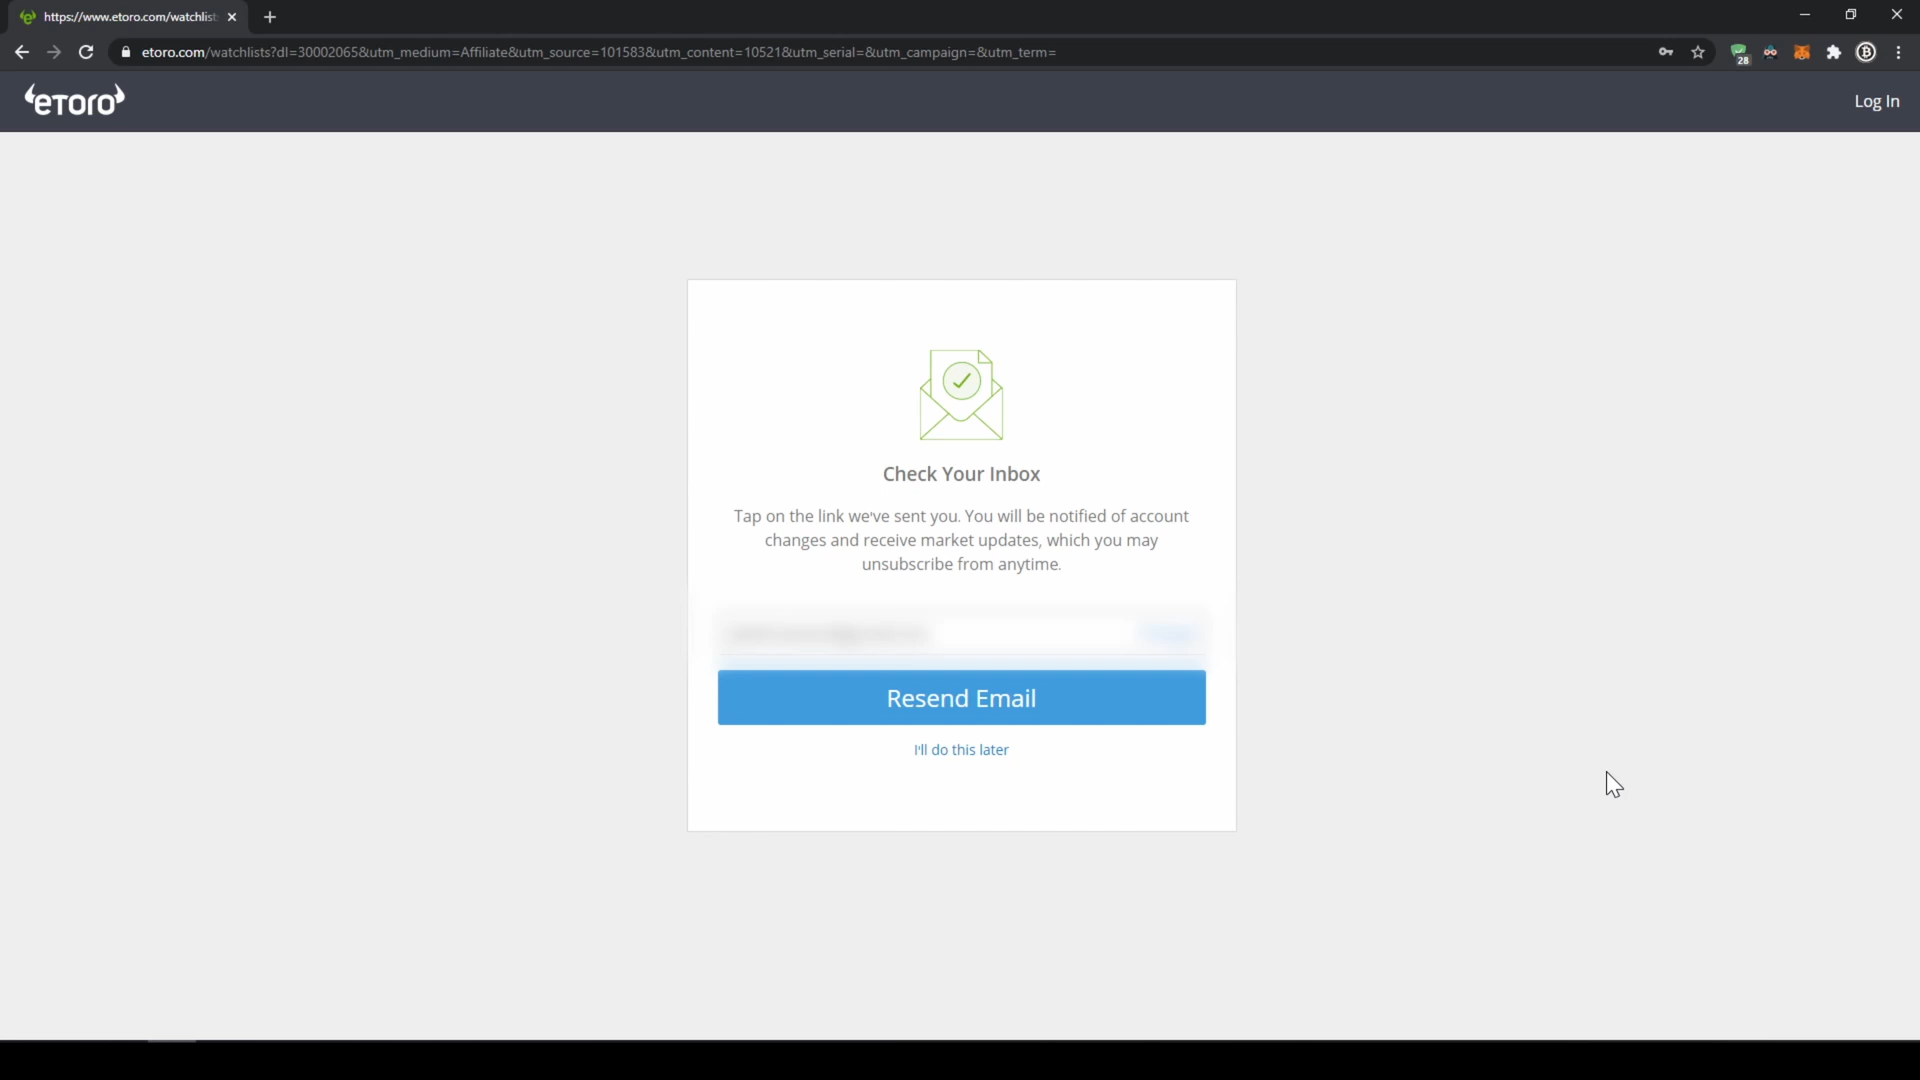 https://www.etoro.com/watchlist
etoro.com/watchlists?dl=30002065&utm_medium=Affiliate&utm_source=101583&utm_content=10521&utm_serial=&utm_campaign=&utm_term=
28
eToro
Log In
Check Your Inbox
Tap on the link we've sent you. You will be notified of account
changes and receive market updates, which you may
unsubscribe from anytime.
Resend Email
I'll do this later